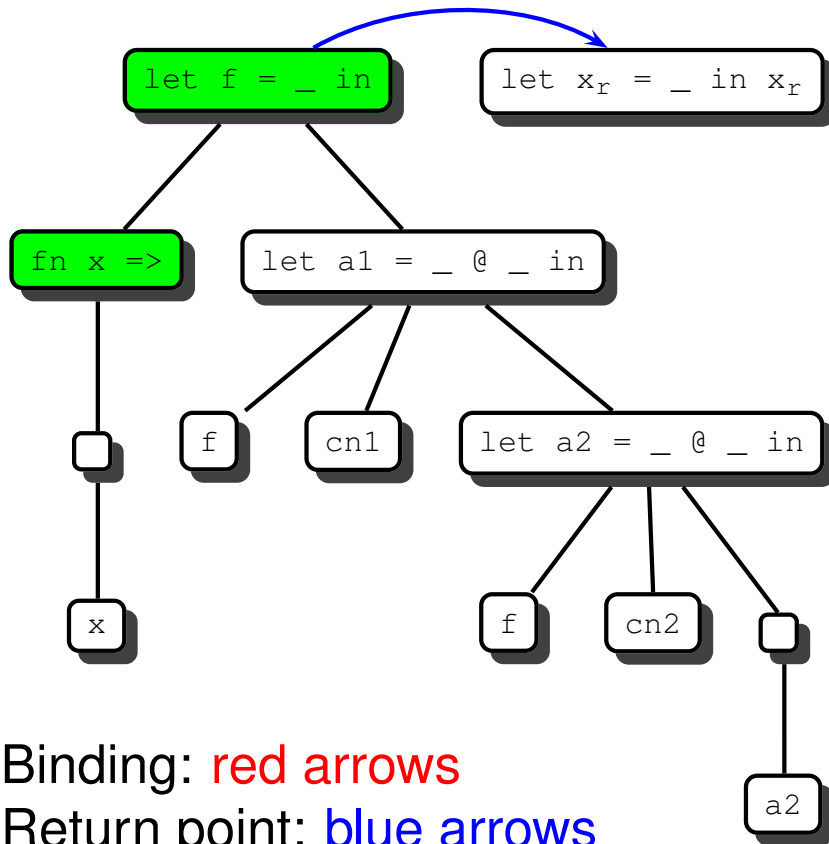 let f = _ in
let xr = _ in xr
fn x =>
let a1 = _ @ _ in
f
cn1
let a2 = _ @ _ in
x
f
cn2
a2
Binding: red arrows
Return point: blue arrows